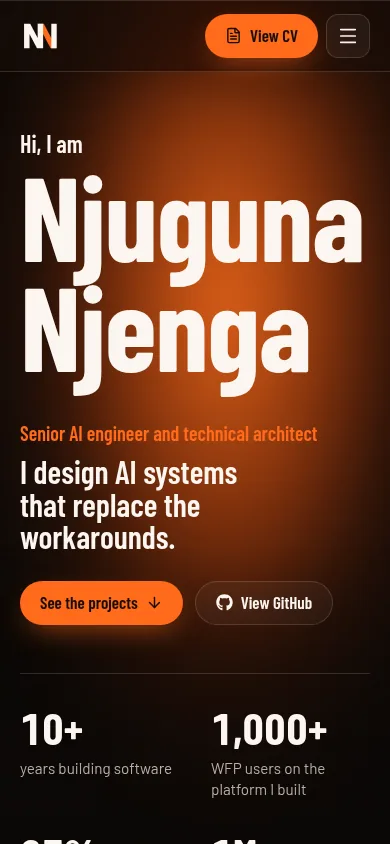 NN
View CV
Hi, I am
Njuguna
Njenga
Senior AI engineer and technical architect
I design AI systems
that replace the
workarounds.
See the projects
View GitHub
10+
1,000+
years building software
WFP users on the
platform I built